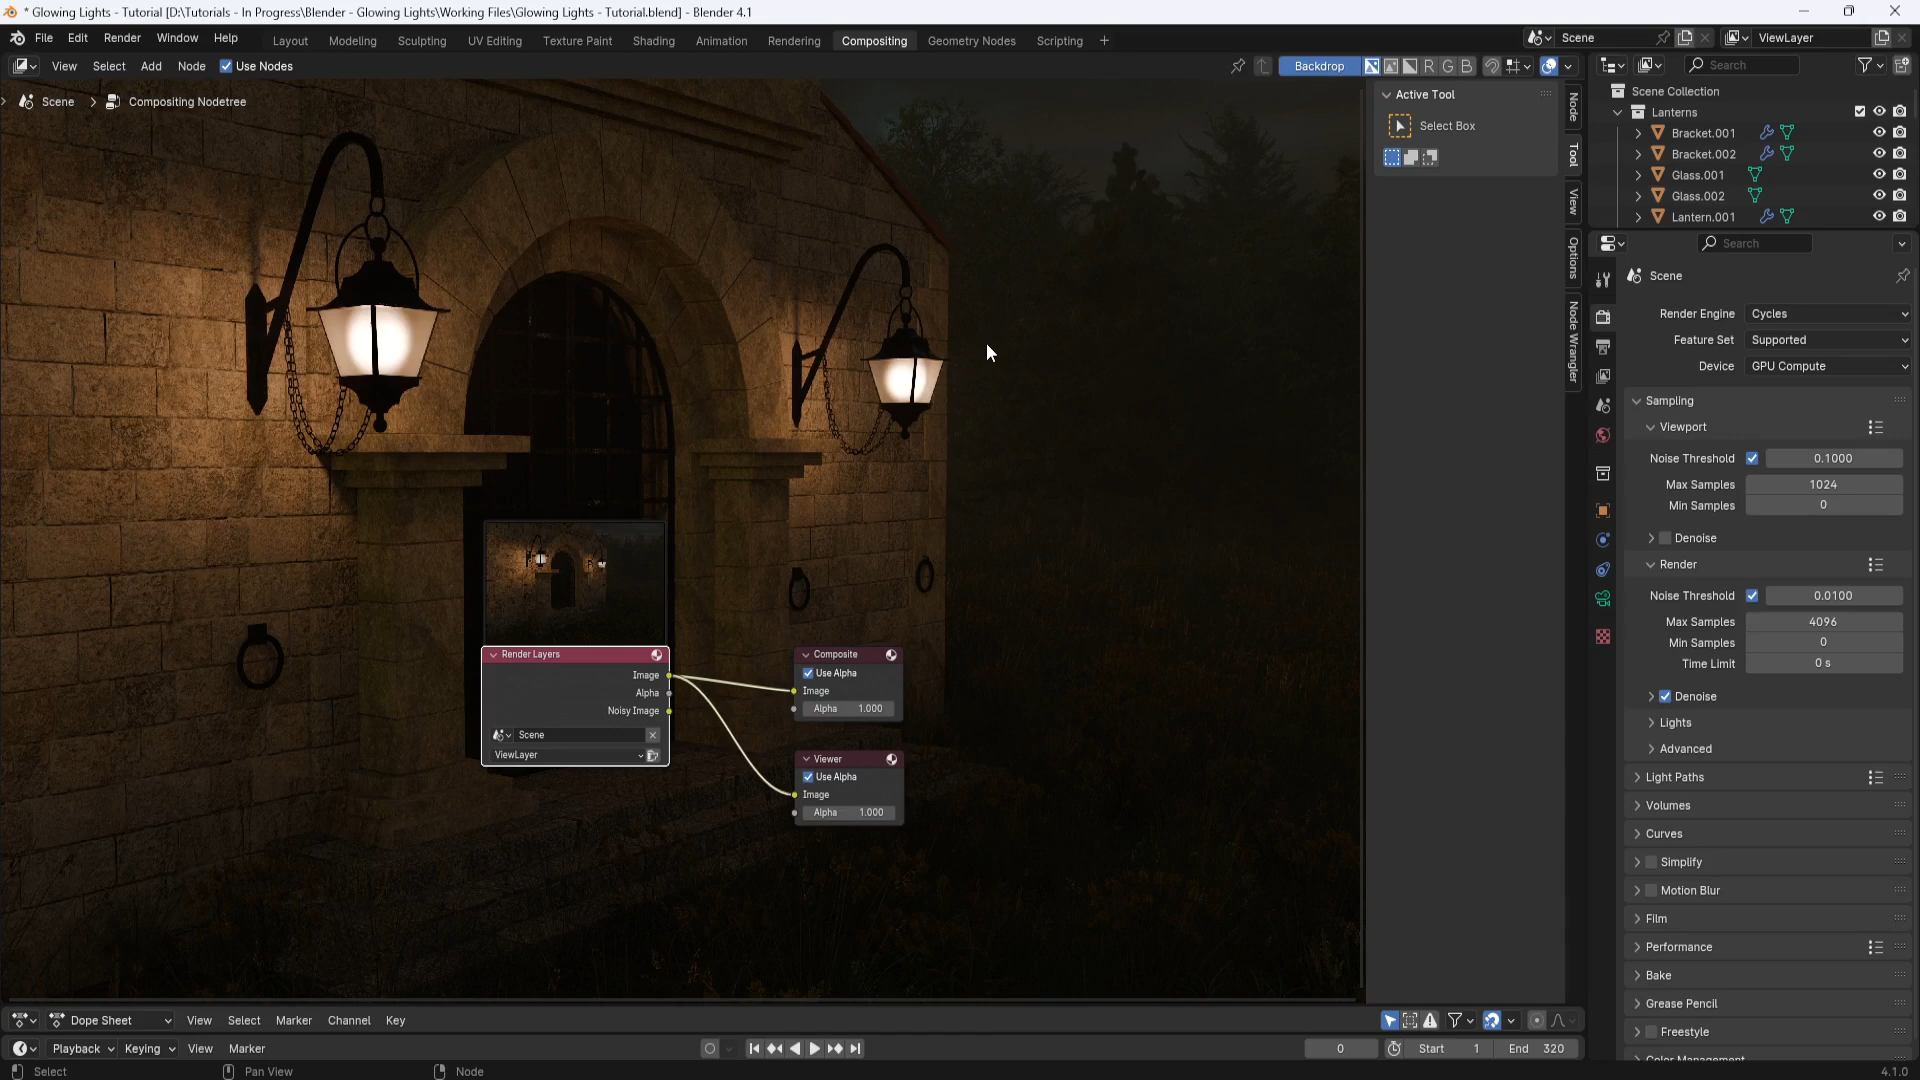 * Glowing Lights - Tutorial [D:\Tutorials - In Progress\Blender - Glowing Lights\Working Files\Glowing Lights - Tutorial.blend] - Blender 4.1
File Edit Render Window Help
Layout Modeling Sculpting UV Editing Texture Paint Shading Animation Rendering Compositing Geometry Nodes Scripting +
Scene
ViewLayer
View Select Add Node Use Nodes
Backdrop
R G B
Search
Scene Compositing Nodetree
Active Tool
Select Box
Node
Tool
View
Options
Node Wrangler
Scene Collection
Lanterns
Bracket.001
Bracket.002
Glass.001
Glass.002
Lantern.001
Search
Scene
Render Engine Cycles
Feature Set Supported
Device GPU Compute
Sampling
Viewport
Noise Threshold 0.1000
Max Samples 1024
Min Samples 0
Denoise
Render
Noise Threshold 0.0100
Max Samples 4096
Min Samples 0
Time Limit 0 s
Denoise
Lights
Advanced
Light Paths
Volumes
Curves
Simplify
Motion Blur
Film
Performance
Bake
Grease Pencil
Freestyle
Color Management
Render Layers
Image
Alpha
Noisy Image
Scene
ViewLayer
Composite
Use Alpha
Image
Alpha 1.000
Viewer
Use Alpha
Image
Alpha 1.000
Dope Sheet View Select Marker Channel Key
Playback Keying View Marker
0
Start 1
End 320
Select
Pan View
Node
4.1.0